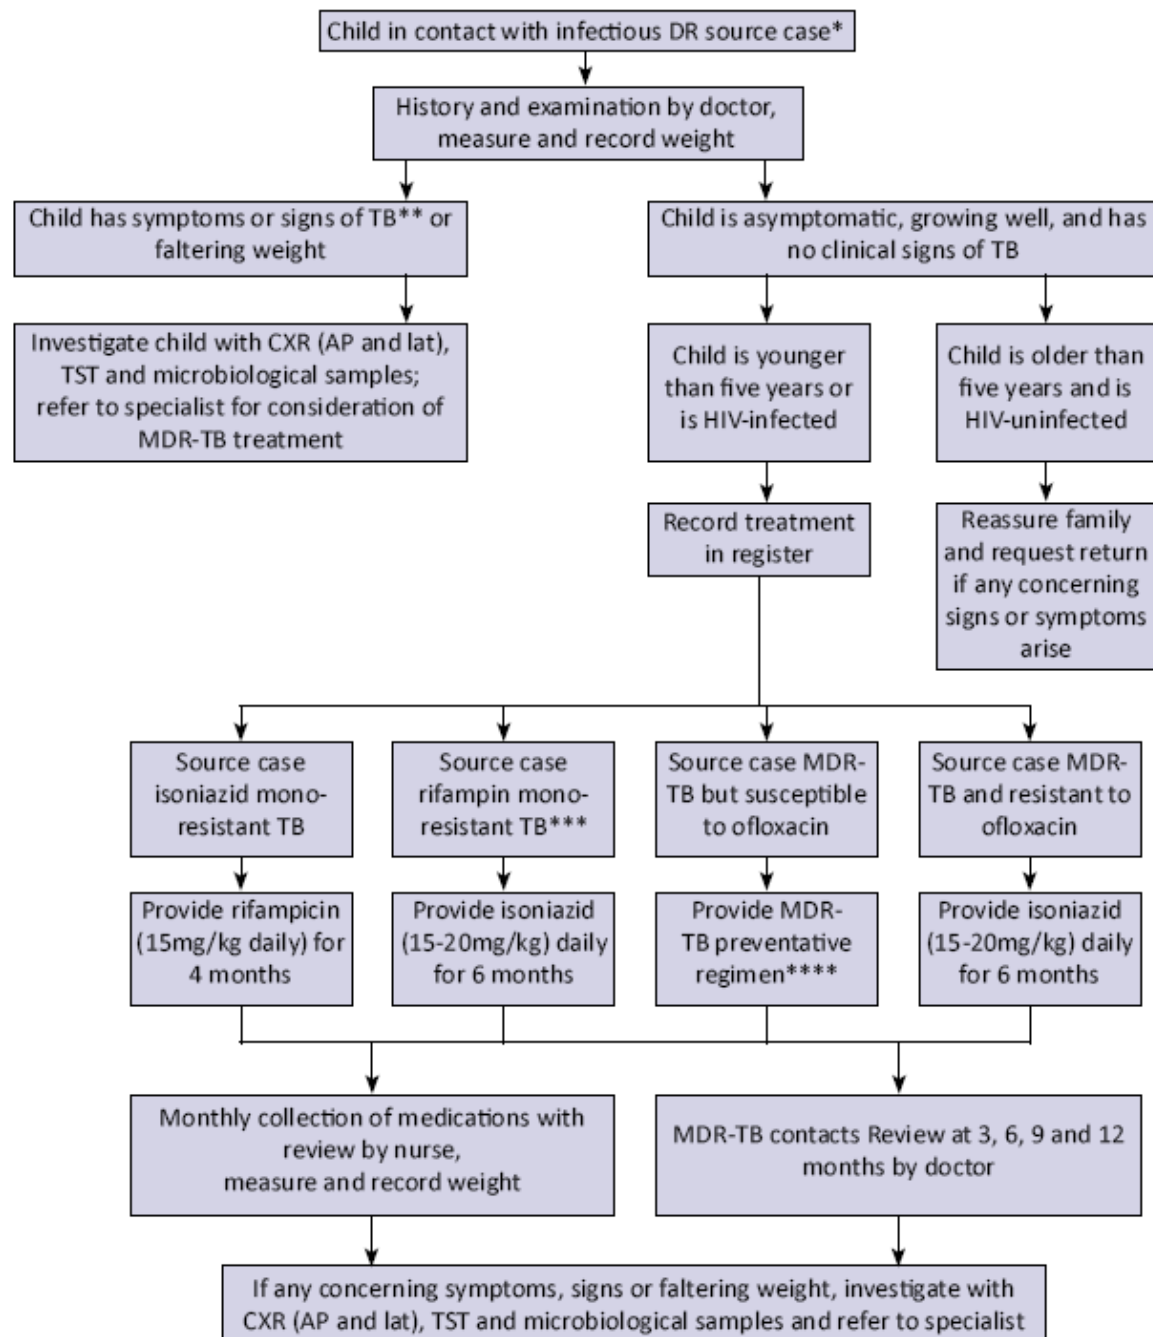 Child in contact with infectious DR source case*
History and examination by doctor,
measure and record weight
Child has symptoms or signs of TB** or
faltering weight
Child is asymptomatic, growing well, and has
no clinical signs of TB
Investigate child with CXR (AP and lat),
TST and microbiological samples;
refer to specialist for consideration of
MDR-TB treatment
Child is younger
than five years or
is HIV-infected
Child is older than
five years and is
HIV-uninfected
Record treatment
in register
Reassure family
and request return
if any concerning
signs or symptoms
arise
Source case
isoniazid mono-
resistant TB
Source case
rifampin mono-
resistant TB***
Source case MDR-
TB but susceptible
to ofloxacin
Source case MDR-
TB and resistant to
ofloxacin
Provide rifampicin
(15mg/kg daily) for
4 months
Provide isoniazid
(15-20mg/kg) daily
for 6 months
Provide MDR-
TB preventative
regimen****
Provide isoniazid
(15-20mg/kg) daily
for 6 months
Monthly collection of medications with
review by nurse,
measure and record weight
MDR-TB contacts Review at 3, 6, 9 and 12
months by doctor
If any concerning symptoms, signs or faltering weight, investigate with
CXR (AP and lat), TST and microbiological samples and refer to specialist